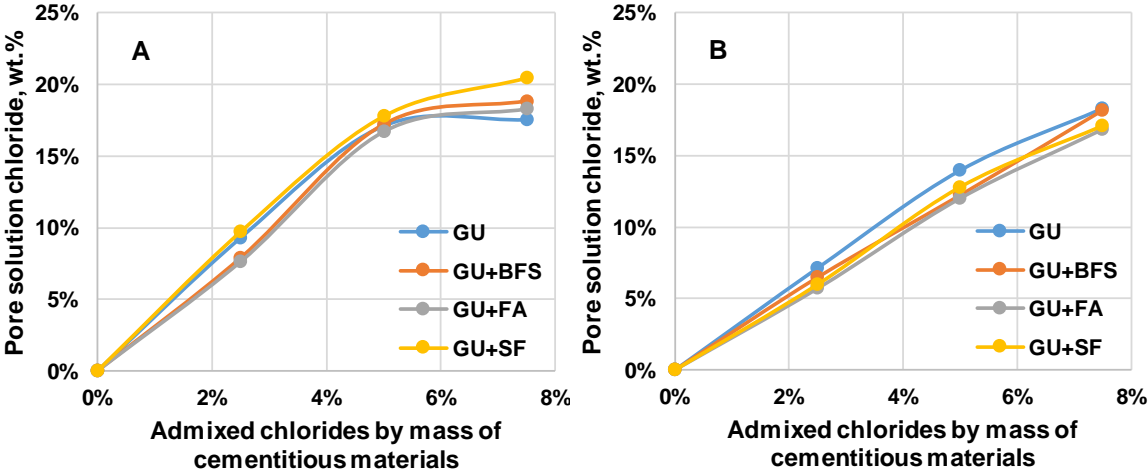 Pore solution chloride, wt.%
25%
20%
15%
10%
5%
0%
A
GU
GU+BFS
GU+FA
GU+SF
0% 2% 4% 6% 8%
Admixed chlorides by mass of
cementitious materials
Pore solution chloride, wt.%
25%
20%
15%
10%
5%
0%
B
GU
GU+BFS
GU+FA
GU+SF
0% 2% 4% 6% 8%
Admixed chlorides by mass of
cementitious materials